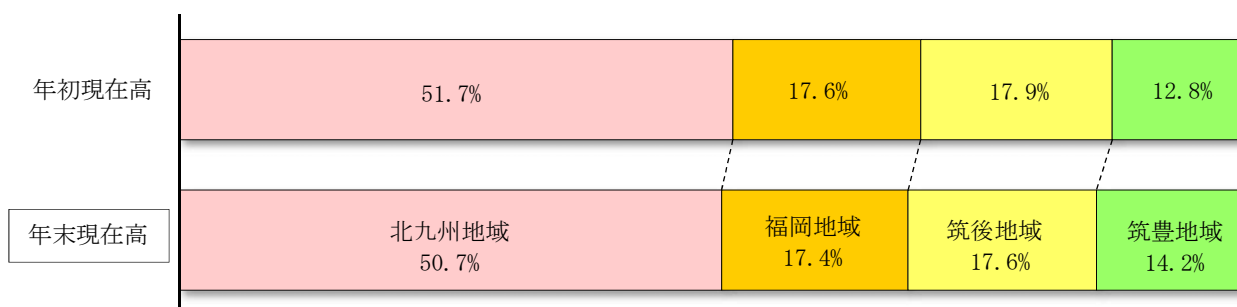 年初現在高
51.7%
17.6%
17.9%
12.8%
年末現在高
北九州地域
50.7%
福岡地域
17.4%
筑後地域
17.6%
筑豊地域
14.2%